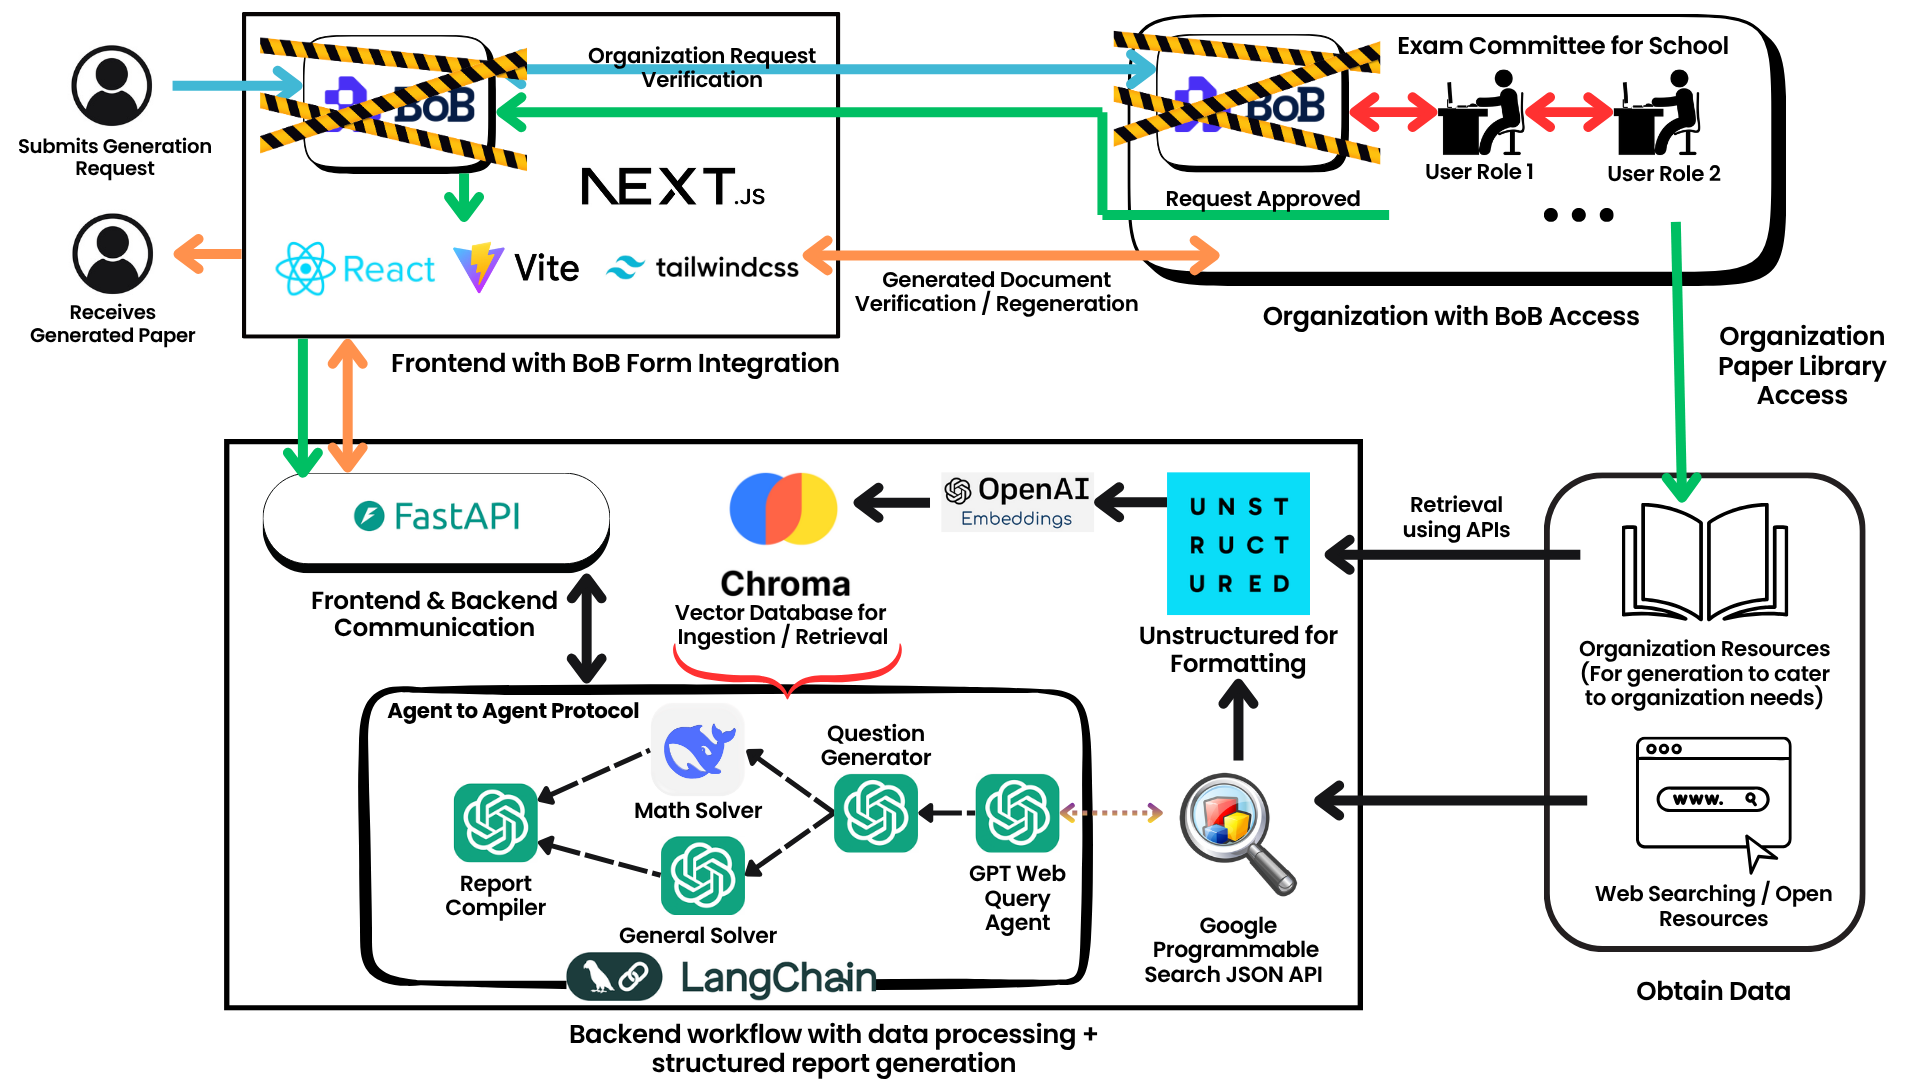 Submits Generation
Request
Receives
Generated Paper
BoB
Organization Request
Verification
NEXT.JS
React
Vite
tailwindcss
Frontend with BoB Form Integration
BoB
Exam Committee for School
User Role 1
User Role 2
Request Approved
Generated Document
Verification / Regeneration
Organization with BoB Access
Organization
Paper Library
Access
FastAPI
Frontend & Backend
Communication
Chroma
Vector Database for
Ingestion / Retrieval
OpenAI
Embeddings
UNST
RUCT
URED
Unstructured for
Formatting
Retrieval
using APIs
Organization Resources
(For generation to cater
to organization needs)
www.
Web Searching / Open
Resources
Obtain Data
Agent to Agent Protocol
Math Solver
Question
Generator
Report
Compiler
General Solver
GPT Web
Query
Agent
Google
Programmable
Search JSON API
LangChain
Backend workflow with data processing +
structured report generation